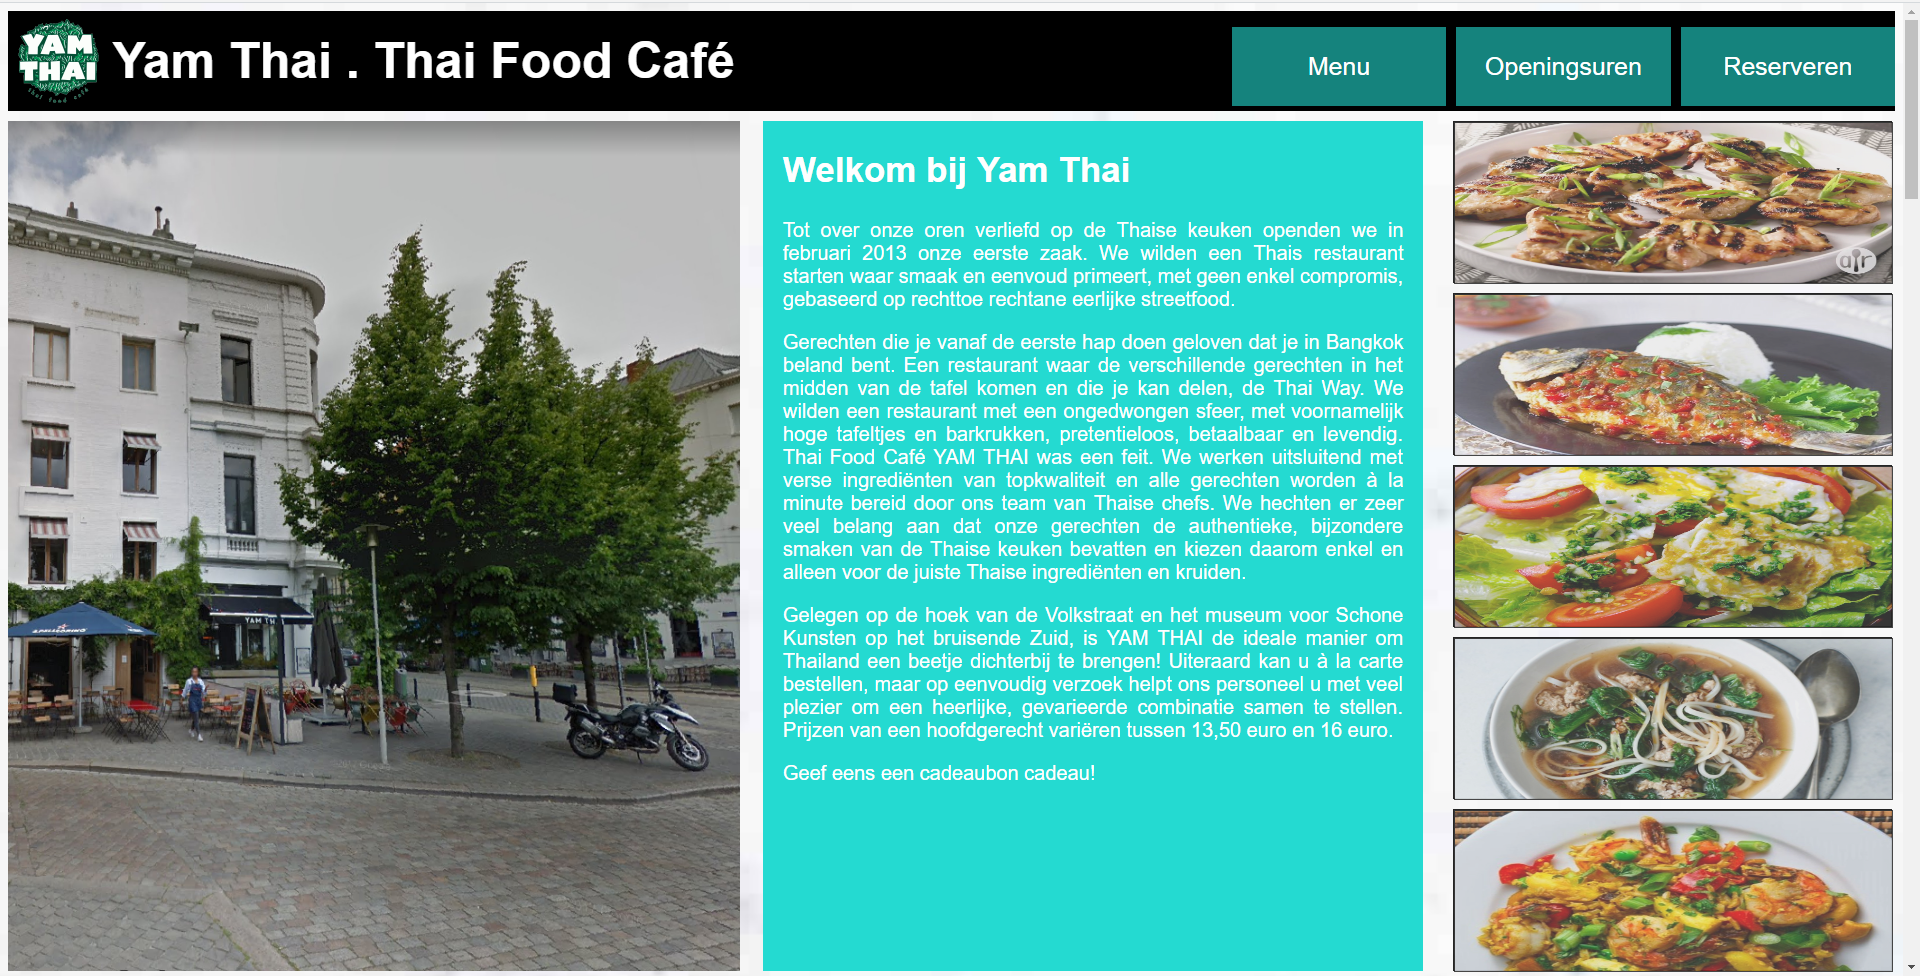 YAM
THAI
thai food café
Yam Thai . Thai Food Café
Menu
Openingsuren
Reserveren
YAM TH
Welkom bij Yam Thai
Tot over onze oren verliefd op de Thaise keuken openden we in
februari 2013 onze eerste zaak. We wilden een Thais restaurant
starten waar smaak en eenvoud primeert, met geen enkel compromis,
gebaseerd op rechttoe rechtane eerlijke streetfood.
Gerechten die je vanaf de eerste hap doen geloven dat je in Bangkok
beland bent. Een restaurant waar de verschillende gerechten in het
midden van de tafel komen en die je kan delen, de Thai Way. We
wilden een restaurant met een ongedwongen sfeer, met voornamelijk
hoge tafeltjes en barkrukken, pretentieloos, betaalbaar en levendig.
Thai Food Café YAM THAI was een feit. We werken uitsluitend met
verse ingrediënten van topkwaliteit en alle gerechten worden à la
minute bereid door ons team van Thaise chefs. We hechten er zeer
veel belang aan dat onze gerechten de authentieke, bijzondere
smaken van de Thaise keuken bevatten en kiezen daarom enkel en
alleen voor de juiste Thaise ingrediënten en kruiden.
Gelegen op de hoek van de Volkstraat en het museum voor Schone
Kunsten op het bruisende Zuid, is YAM THAI de ideale manier om
Thailand een beetje dichterbij te brengen! Uiteraard kan u à la carte
bestellen, maar op eenvoudig verzoek helpt ons personeel u met veel
plezier om een heerlijke, gevarieerde combinatie samen te stellen.
Prijzen van een hoofdgerecht variëren tussen 13,50 euro en 16 euro.
Geef eens een cadeaubon cadeau!
air